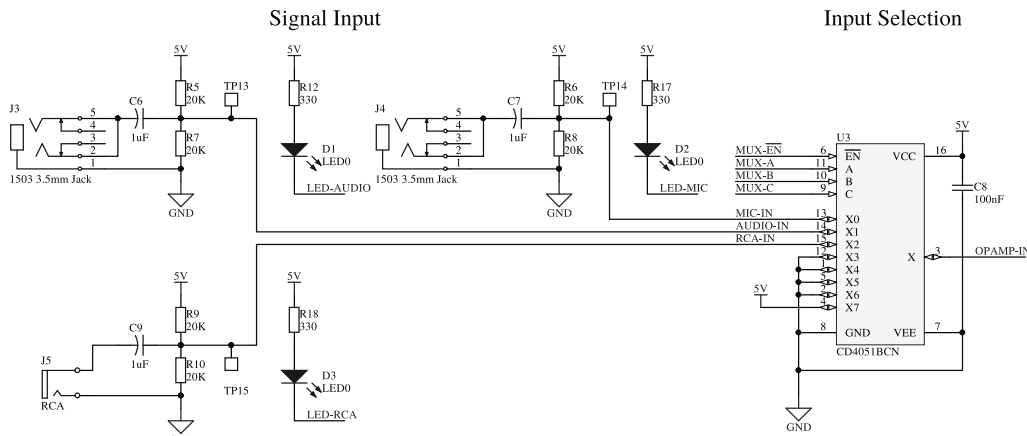 Signal Input
Input Selection
5V
5V
5V
5V
R5
20K
R12
330
R6
20K
R17
330
TP13
TP14
J3
C6
1uF
5
4
3
2
1
R7
20K
D1
LED0
J4
C7
1uF
5
4
3
2
1
R8
20K
D2
LED0
1503 3.5mm Jack
LED-AUDIO
1503 3.5mm Jack
LED-MIC
GND
GND
5V
U3
MUX-EN
6
EN
VCC
16
MUX-A
11
A
MUX-B
10
B
MUX-C
9
C
C8
100nF
MIC-IN
13
X0
AUDIO-IN
14
X1
RCA-IN
15
X2
12
X3
X
3
OPAMP-IN
1
X4
5
X5
2
X6
5V
4
X7
8
GND
VEE
7
CD4051BCN
GND
5V
5V
R9
20K
R18
330
C9
1uF
J5
R10
20K
TP15
D3
LED0
RCA
LED-RCA